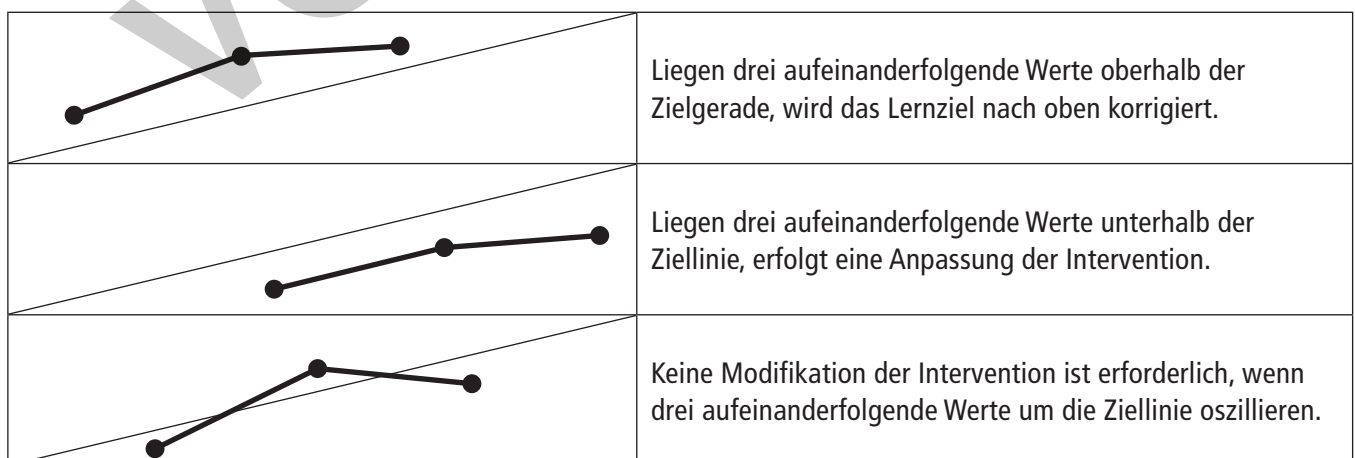 Liegen drei aufeinanderfolgende Werte oberhalb der
Zielgerade, wird das Lernziel nach oben korrigiert.
Liegen drei aufeinanderfolgende Werte unterhalb der
Ziellinie, erfolgt eine Anpassung der Intervention.
Keine Modifikation der Intervention ist erforderlich, wenn
drei aufeinanderfolgende Werte um die Ziellinie oszillieren.